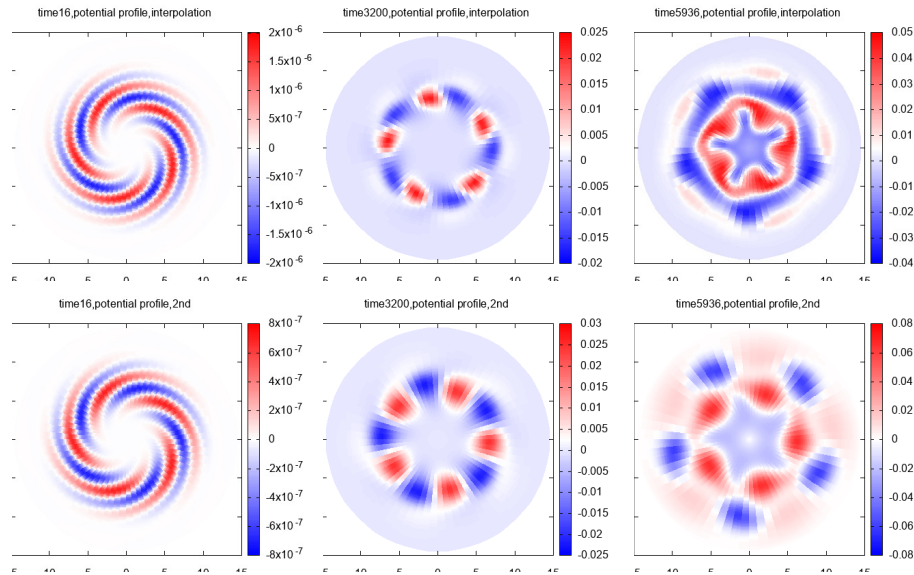 time16,potential profile,interpolation
2x10⁻⁶
1.5x10⁻⁶
1x10⁻⁶
5x10⁻⁷
0
-5x10⁻⁷
-1x10⁻⁶
-1.5x10⁻⁶
-2x10⁻⁶
15 10 5 0 5 10 15
time3200,potential profile,interpolation
0.025
0.02
0.015
0.01
0.005
0
-0.005
-0.01
-0.015
-0.02
15 10 5 0 5 10 15
time5936,potential profile,interpolation
0.05
0.04
0.03
0.02
0.01
0
-0.01
-0.02
-0.03
-0.04
15 10 5 0 5 10 15
time16,potential profile,2nd
8x10⁻⁷
6x10⁻⁷
4x10⁻⁷
2x10⁻⁷
0
-2x10⁻⁷
-4x10⁻⁷
-6x10⁻⁷
-8x10⁻⁷
time3200,potential profile,2nd
0.03
0.025
0.02
0.015
0.01
0.005
0
-0.005
-0.01
-0.015
-0.02
-0.025
time5936,potential profile,2nd
0.08
0.06
0.04
0.02
0
-0.02
-0.04
-0.06
-0.08